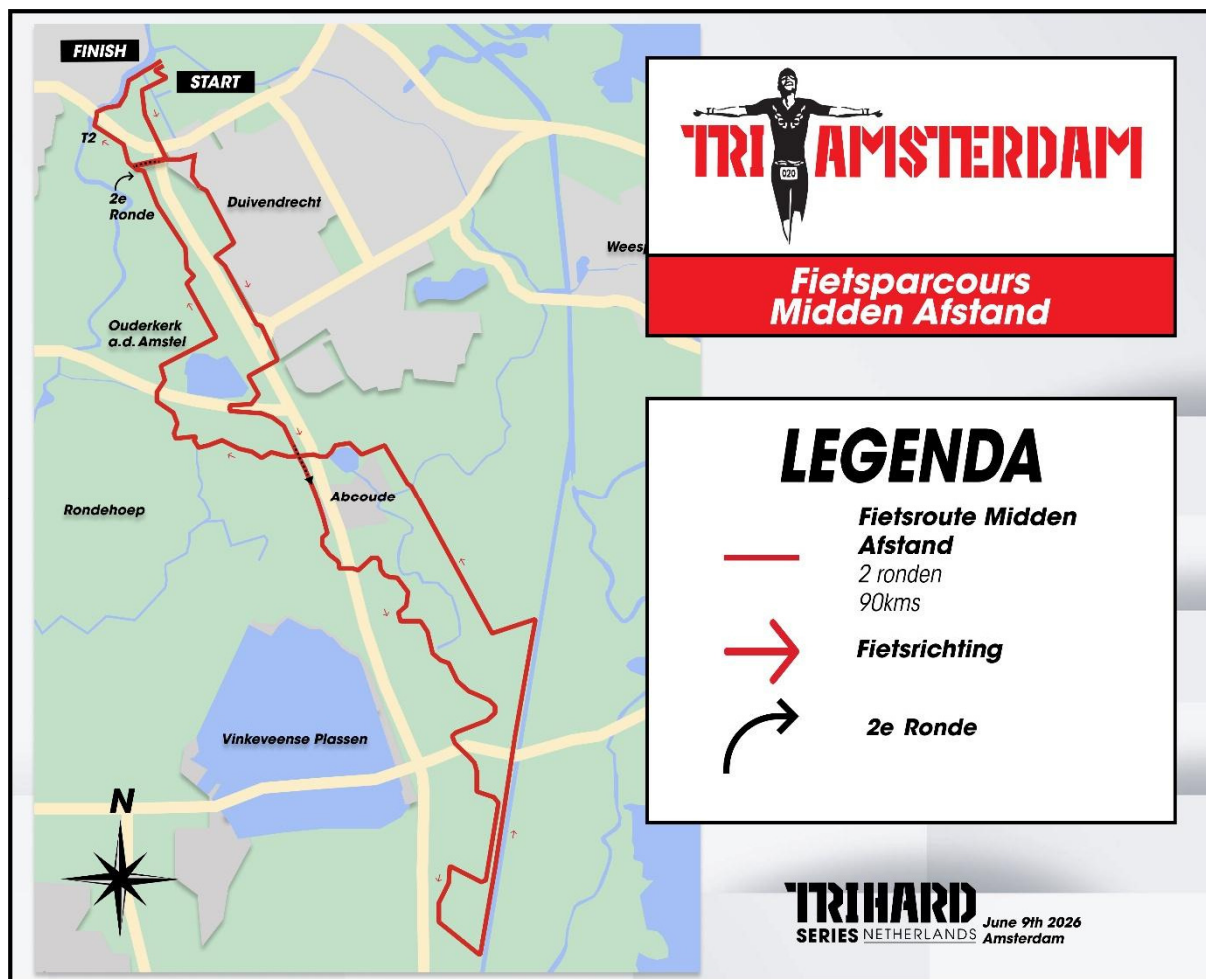 FINISH
START
T2
2e
Ronde
Duivendrecht
Weesp
Ouderkerk
a.d. Amstel
Abcoude
Rondehoep
Vinkeveense Plassen
N
TRI AMSTERDAM
020
Fietsparcours
Midden Afstand
LEGENDA
Fietsroute Midden
Afstand
2 ronden
90kms
Fietsrichting
2e Ronde
TRIHARD
SERIES NETHERLANDS
June 9th 2026
Amsterdam